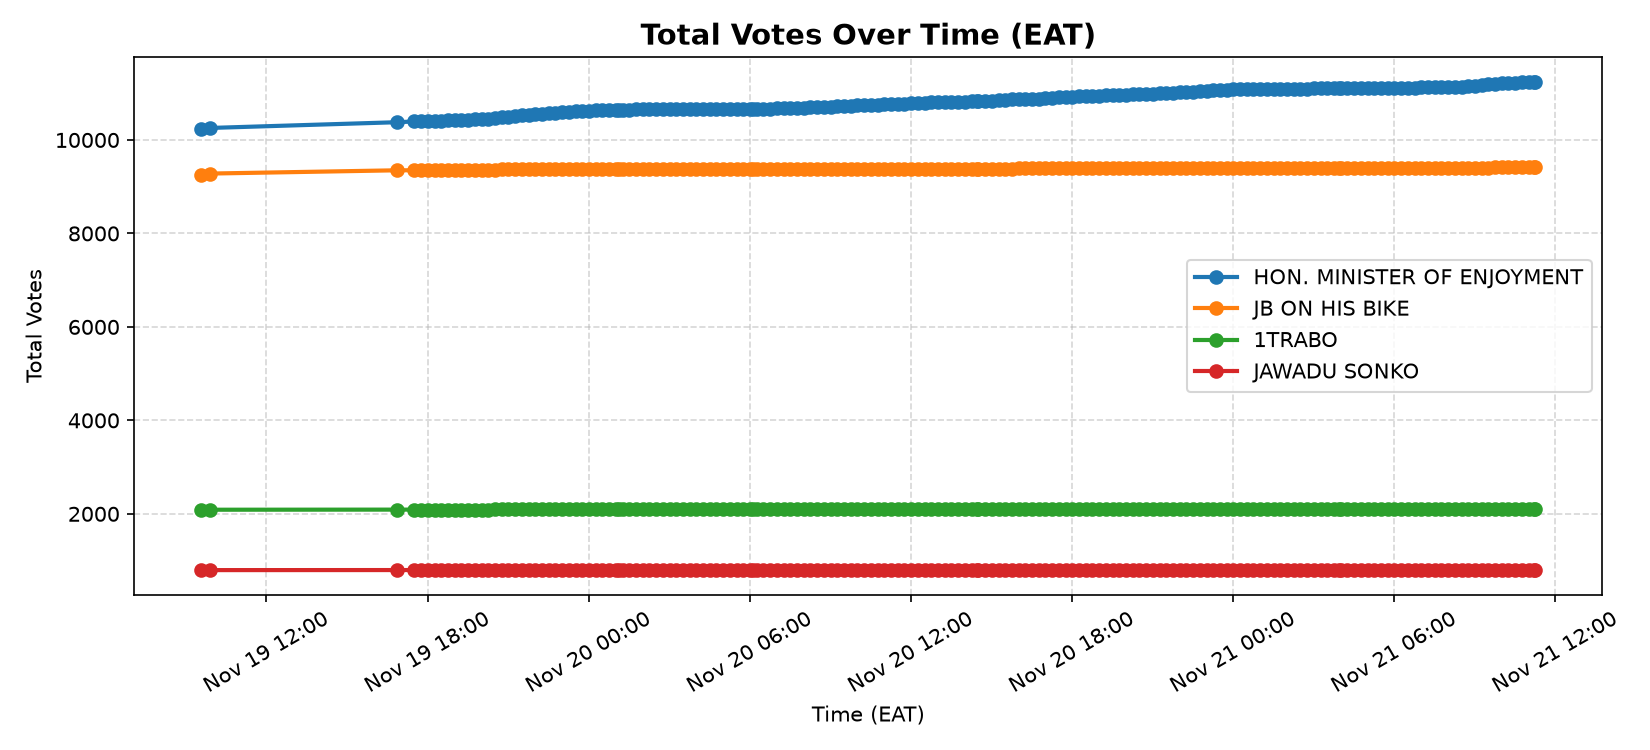 Total Votes Over Time (EAT)
10000
8000
6000
4000
2000
Total Votes
HON. MINISTER OF ENJOYMENT
JB ON HIS BIKE
1TRABO
JAWADU SONKO
Nov 19 12:00
Nov 19 18:00
Nov 20 00:00
Nov 20 06:00
Nov 20 12:00
Nov 20 18:00
Nov 21 00:00
Nov 21 06:00
Nov 21 12:00
Time (EAT)